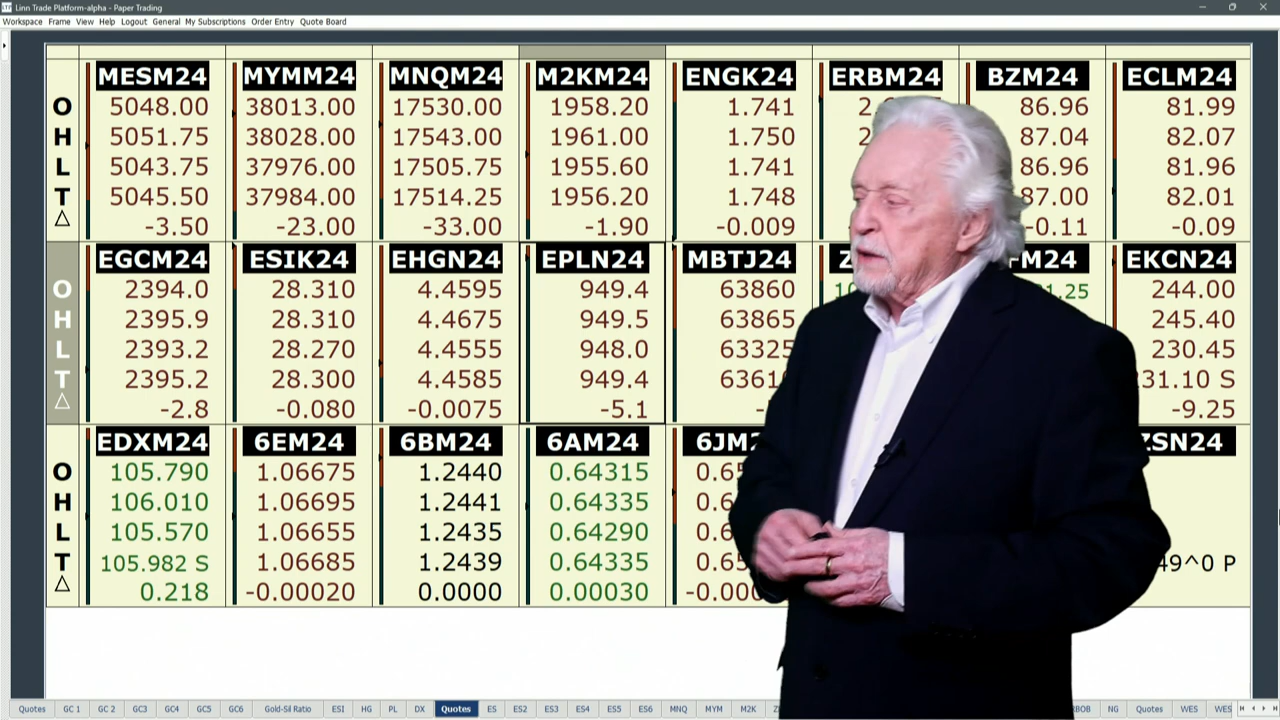 Linn Trade Platform-alpha - Paper Trading
Workspace Frame View Help Logout General My Subscriptions Order Entry Quote Board
MESM24 MYMM24 MNQM24 M2KM24 ENGK24 ERBM24 BZM24 ECLM24
O 5048.00 38013.00 17530.00 1958.20 1.741 86.96 81.99
H 5051.75 38028.00 17543.00 1961.00 1.750 87.04 82.07
L 5043.75 37976.00 17505.75 1955.60 1.741 86.96 81.96
T 5045.50 37984.00 17514.25 1956.20 1.748 87.00 82.01
△ -3.50 -23.00 -33.00 -1.90 -0.009 -0.11 -0.09
EGCM24 ESIK24 EHGN24 EPLN24 MBTJ24 EKCN24
O 2394.0 28.310 4.4595 949.4 63860 244.00
H 2395.9 28.310 4.4675 949.5 63865 245.40
L 2393.2 28.270 4.4555 948.0 63325 230.45
T 2395.2 28.300 4.4585 949.4 231.10 S
△ -2.8 -0.080 -0.0075 -5.1 -9.25
EDXM24 6EM24 6BM24 6AM24 6JM2 ZSN24
O 105.790 1.06675 1.2440 0.64315
H 106.010 1.06695 1.2441 0.64335
L 105.570 1.06655 1.2435 0.64290
T 105.982 S 1.06685 1.2439 0.64335 49^0 P
△ 0.218 -0.00020 0.0000 0.00030
Quotes GC 1 GC 2 GC3 GC4 GC5 GC6 Gold-Sil Ratio ESI HG PL DX Quotes ES ES2 ES3 ES4 ES5 ES6 MNQ MYM M2K RBOB NG Quotes WES WES